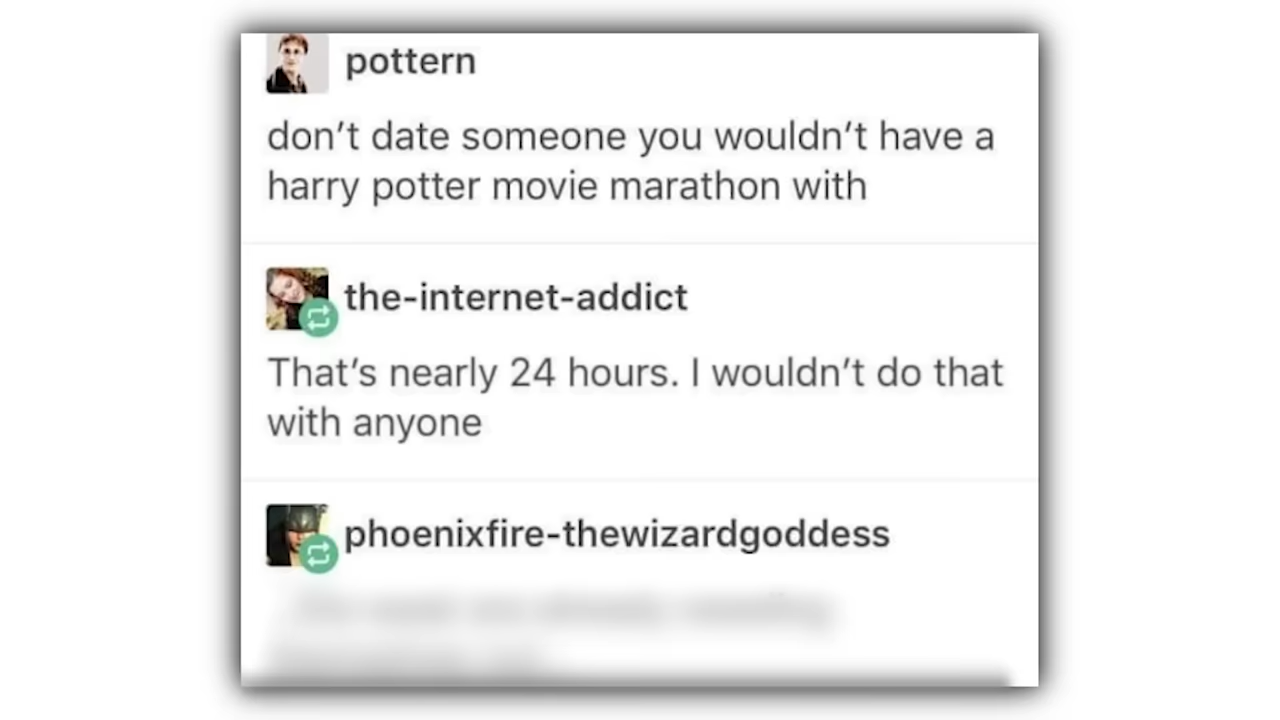 pottern
don't date someone you wouldn't have a
harry potter movie marathon with
the-internet-addict
That's nearly 24 hours. I wouldn't do that
with anyone
phoenixfire-thewizardgoddess